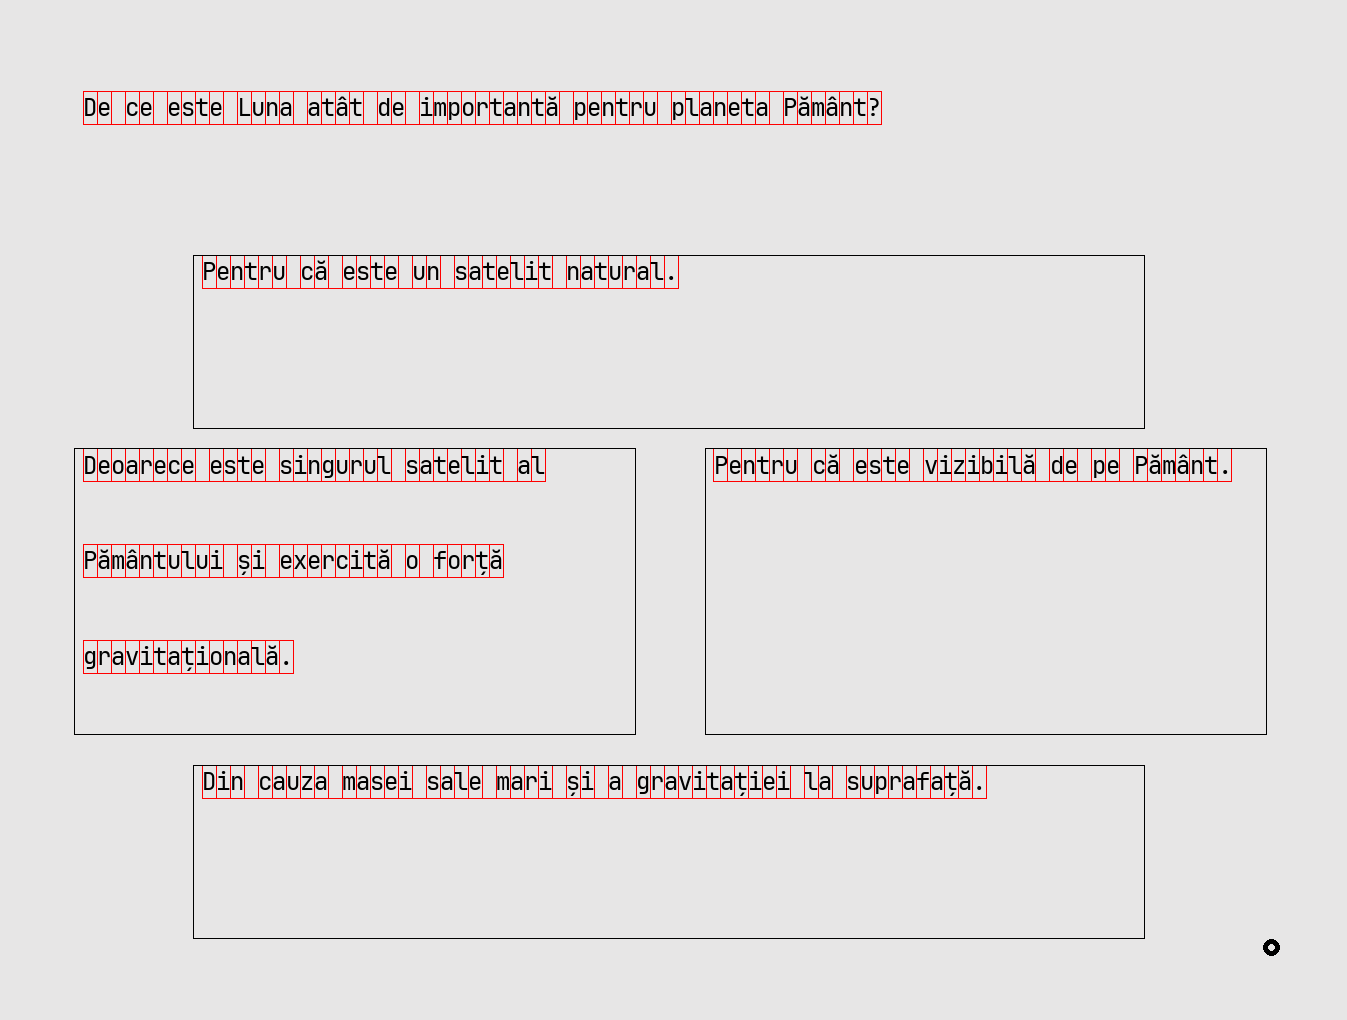 De ce este Luna atât de importantă pentru planeta Pământ?
Pentru că este un satelit natural.
Deoarece este singurul satelit al
Pământului și exercită o forță
gravitațională.
Pentru că este vizibilă de pe Pământ.
Din cauza masei sale mari și a gravitației la suprafață.